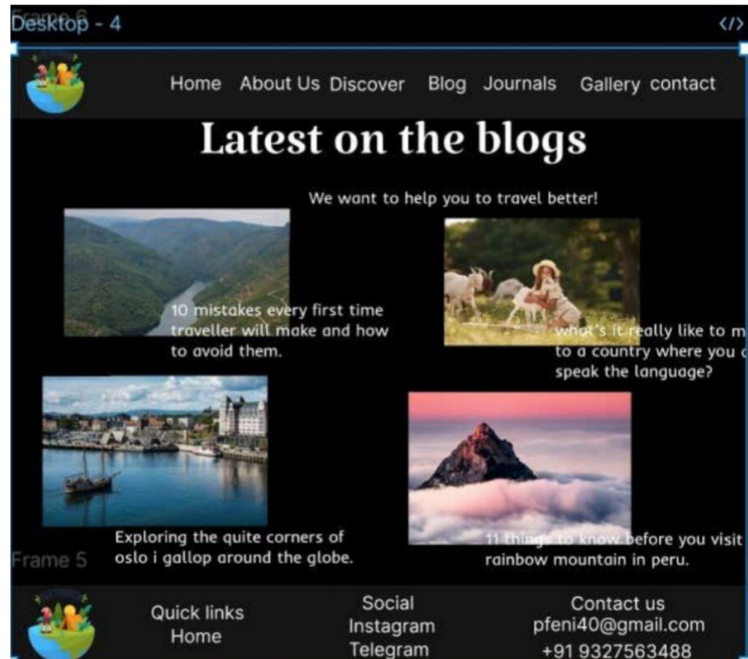 Frame 6
Desktop - 4
</>
Home About Us Discover Blog Journals Gallery contact
Latest on the blogs
We want to help you to travel better!
10 mistakes every first time
traveller will make and how
to avoid them.
what's it really like to m
to a country where you
speak the language?
Exploring the quite corners of
oslo i gallop around the globe.
11 things to know before you visit
rainbow mountain in peru.
Frame 5
Quick links
Home
Social
Instagram
Telegram
Contact us
pfeni40@gmail.com
+91 9327563488